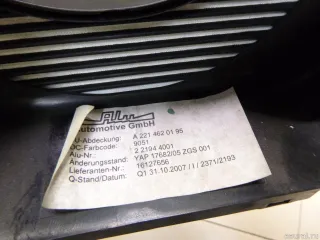 Alu
Automotive GmbH
U-Abdeckung: A 221 462 01 95
DC-Farbcode: 9051
Alu-Nr.: 2 2194 4001
Änderungsstand: YAP 17682/05 ZGS 001
Lieferanten-Nr.: 16127656
Q-Stand/Datum: Q1 31.10.2007 / I / 2371/2193